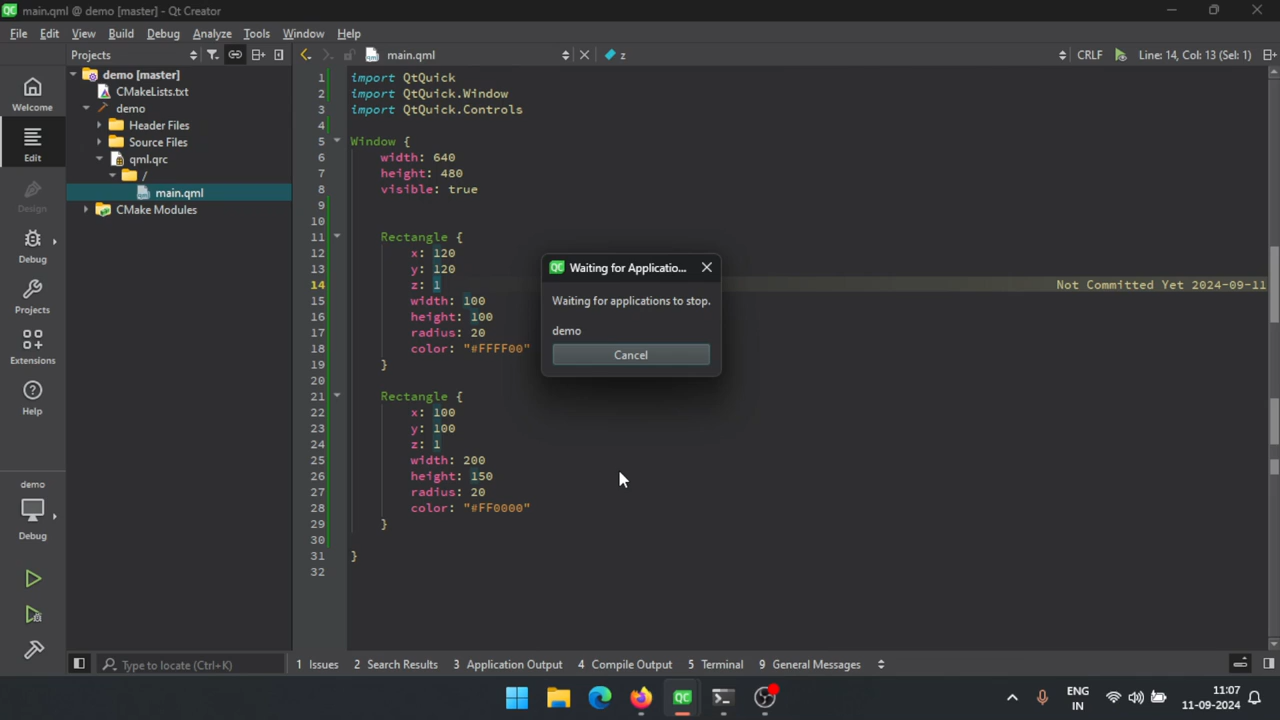 QC main.qml @ demo [master] - Qt Creator
File Edit View Build Debug Analyze Tools Window Help
Projects main.qml z CRLF Line: 14, Col: 13 (Sel: 1)
Welcome
Edit
Design
Debug
Projects
Extensions
Help
demo
Debug
demo [master]
CMakeLists.txt
demo
Header Files
Source Files
qml.qrc
/
main.qml
CMake Modules
1 import QtQuick
2 import QtQuick.Window
3 import QtQuick.Controls
4
5 Window {
6 width: 640
7 height: 480
8 visible: true
9
10
11 Rectangle {
12 x: 120
13 y: 120
14 z: 1 Not Committed Yet 2024-09-11
15 width: 100
16 height: 100
17 radius: 20
18 color: "#FFFF00"
19 }
20
21 Rectangle {
22 x: 100
23 y: 100
24 z: 1
25 width: 200
26 height: 150
27 radius: 20
28 color: "#FF0000"
29 }
30
31 }
32
QC Waiting for Applicatio...
Waiting for applications to stop.
demo
Cancel
Type to locate (Ctrl+K) 1 Issues 2 Search Results 3 Application Output 4 Compile Output 5 Terminal 9 General Messages
QC
ENG
IN
11:07
11-09-2024